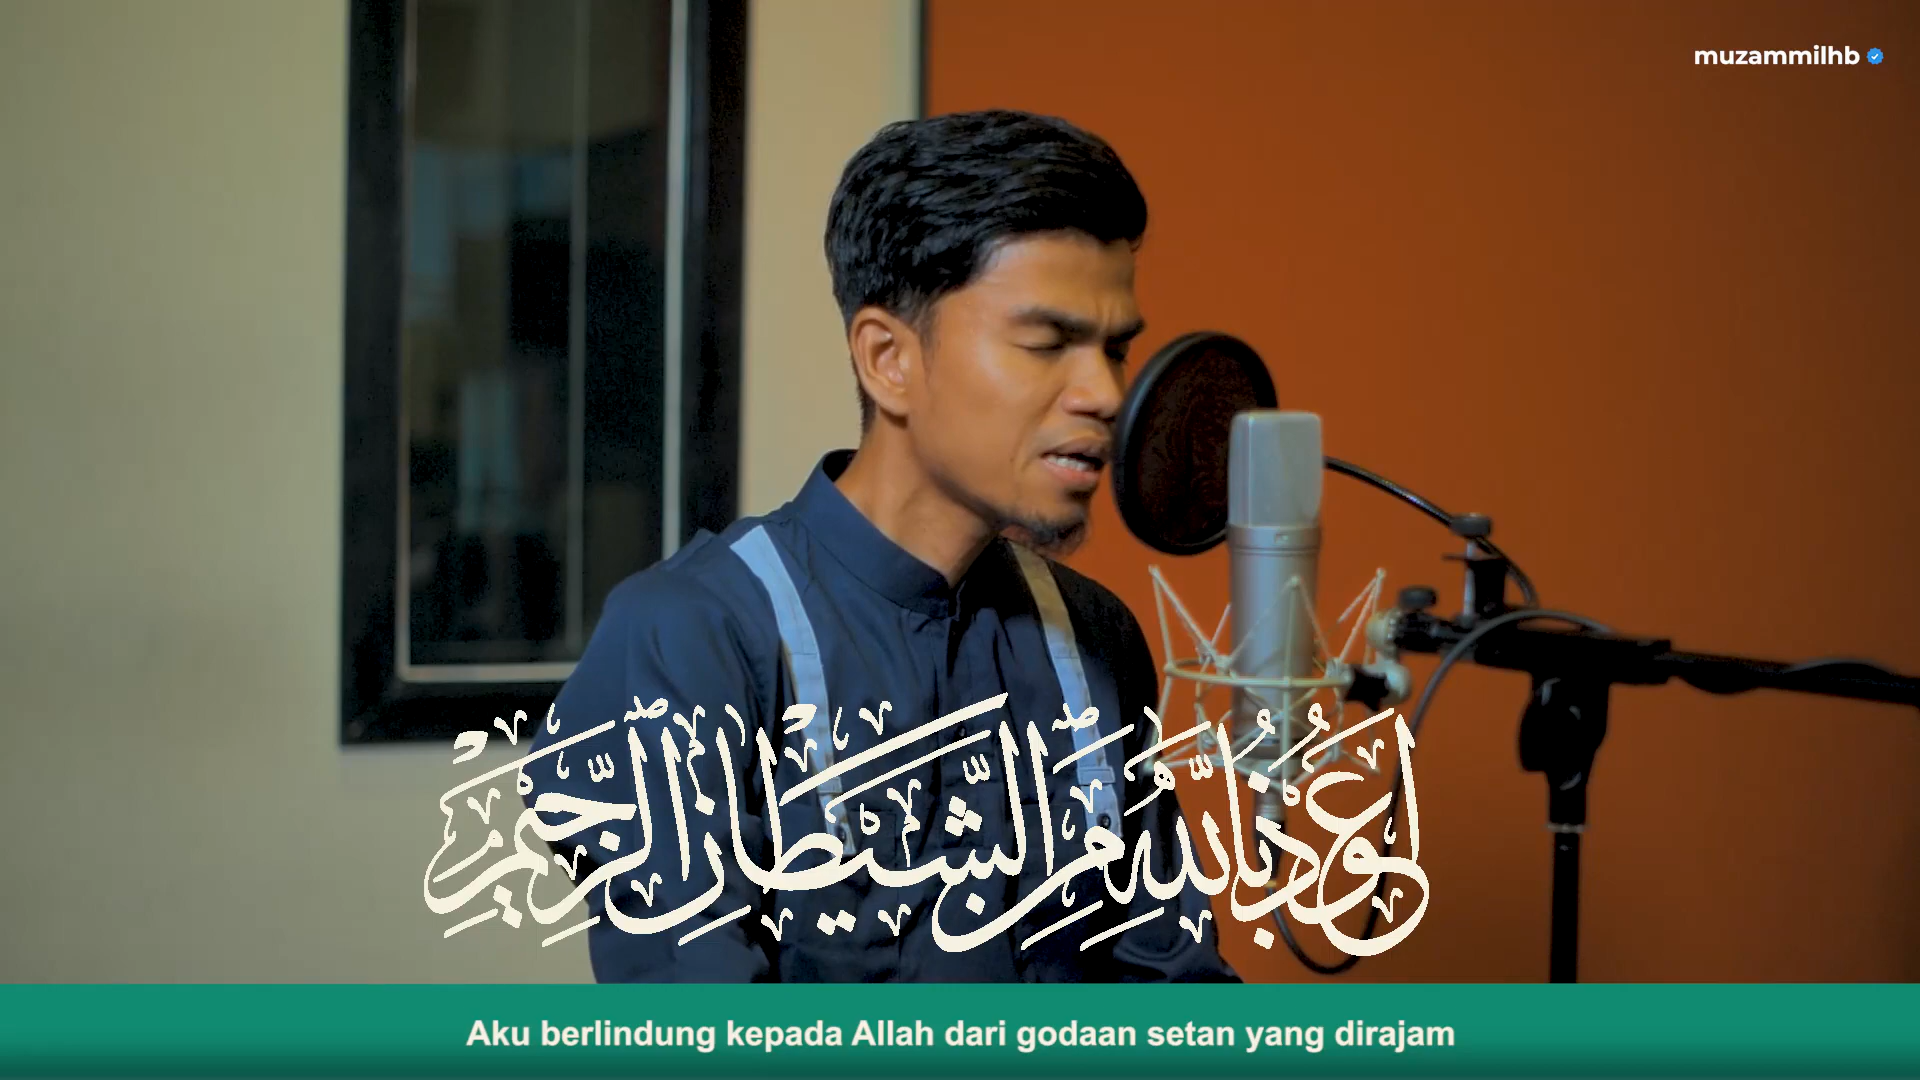 muzammilhb
أَعُوذُ بِاللَّهِ مِنَ الشَّيْطَانِ الرَّجِيمِ
Aku berlindung kepada Allah dari godaan setan yang dirajam